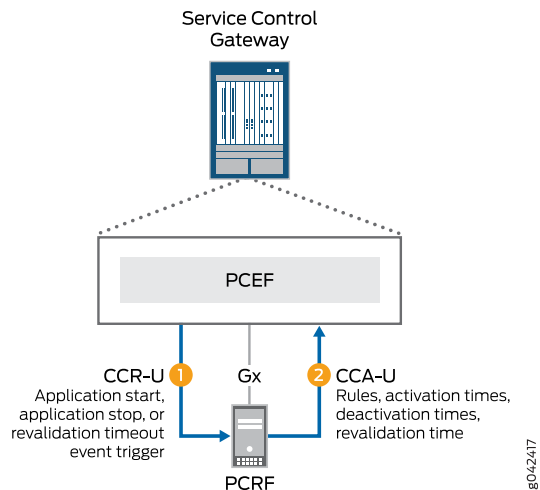 Service Control
Gateway
PCEF
CCR-U
1
Gx
2
CCA-U
Application start,
application stop, or
revalidation timeout
event trigger
Rules, activation times,
deactivation times,
revalidation time
PCRF
g042417